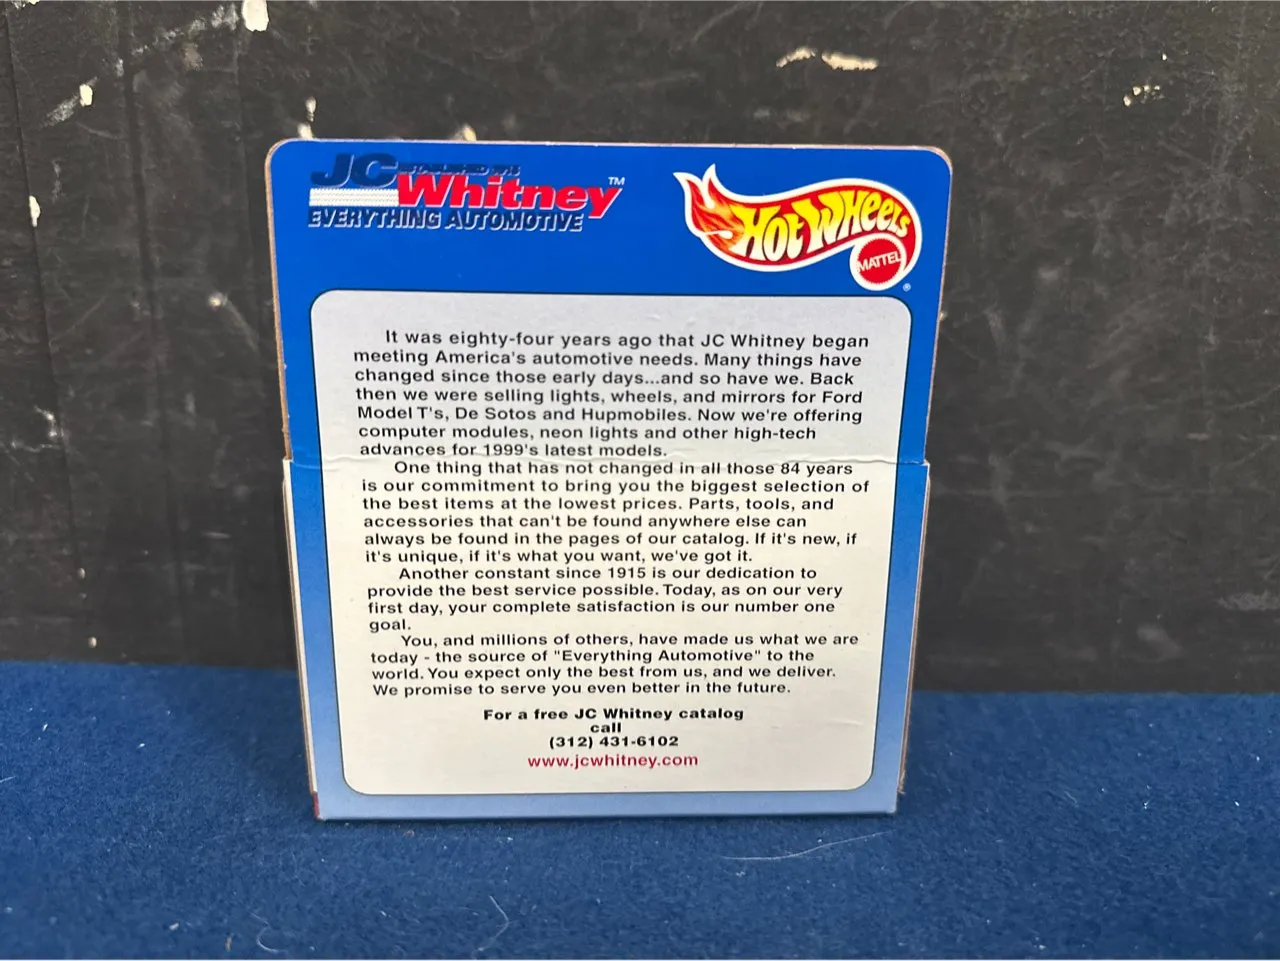 JC ESTABLISHED 1915
Whitney™
EVERYTHING AUTOMOTIVE
HOT WHEELS
MATTEL
®
It was eighty-four years ago that JC Whitney began
meeting America's automotive needs. Many things have
changed since those early days...and so have we. Back
then we were selling lights, wheels, and mirrors for Ford
Model T's, De Sotos and Hupmobiles. Now we're offering
computer modules, neon lights and other high-tech
advances for 1999's latest models.
One thing that has not changed in all those 84 years
is our commitment to bring you the biggest selection of
the best items at the lowest prices. Parts, tools, and
accessories that can't be found anywhere else can
always be found in the pages of our catalog. If it's new, if
it's unique, if it's what you want, we've got it.
Another constant since 1915 is our dedication to
provide the best service possible. Today, as on our very
first day, your complete satisfaction is our number one
goal.
You, and millions of others, have made us what we are
today - the source of "Everything Automotive" to the
world. You expect only the best from us, and we deliver.
We promise to serve you even better in the future.
For a free JC Whitney catalog
call
(312) 431-6102
www.jcwhitney.com